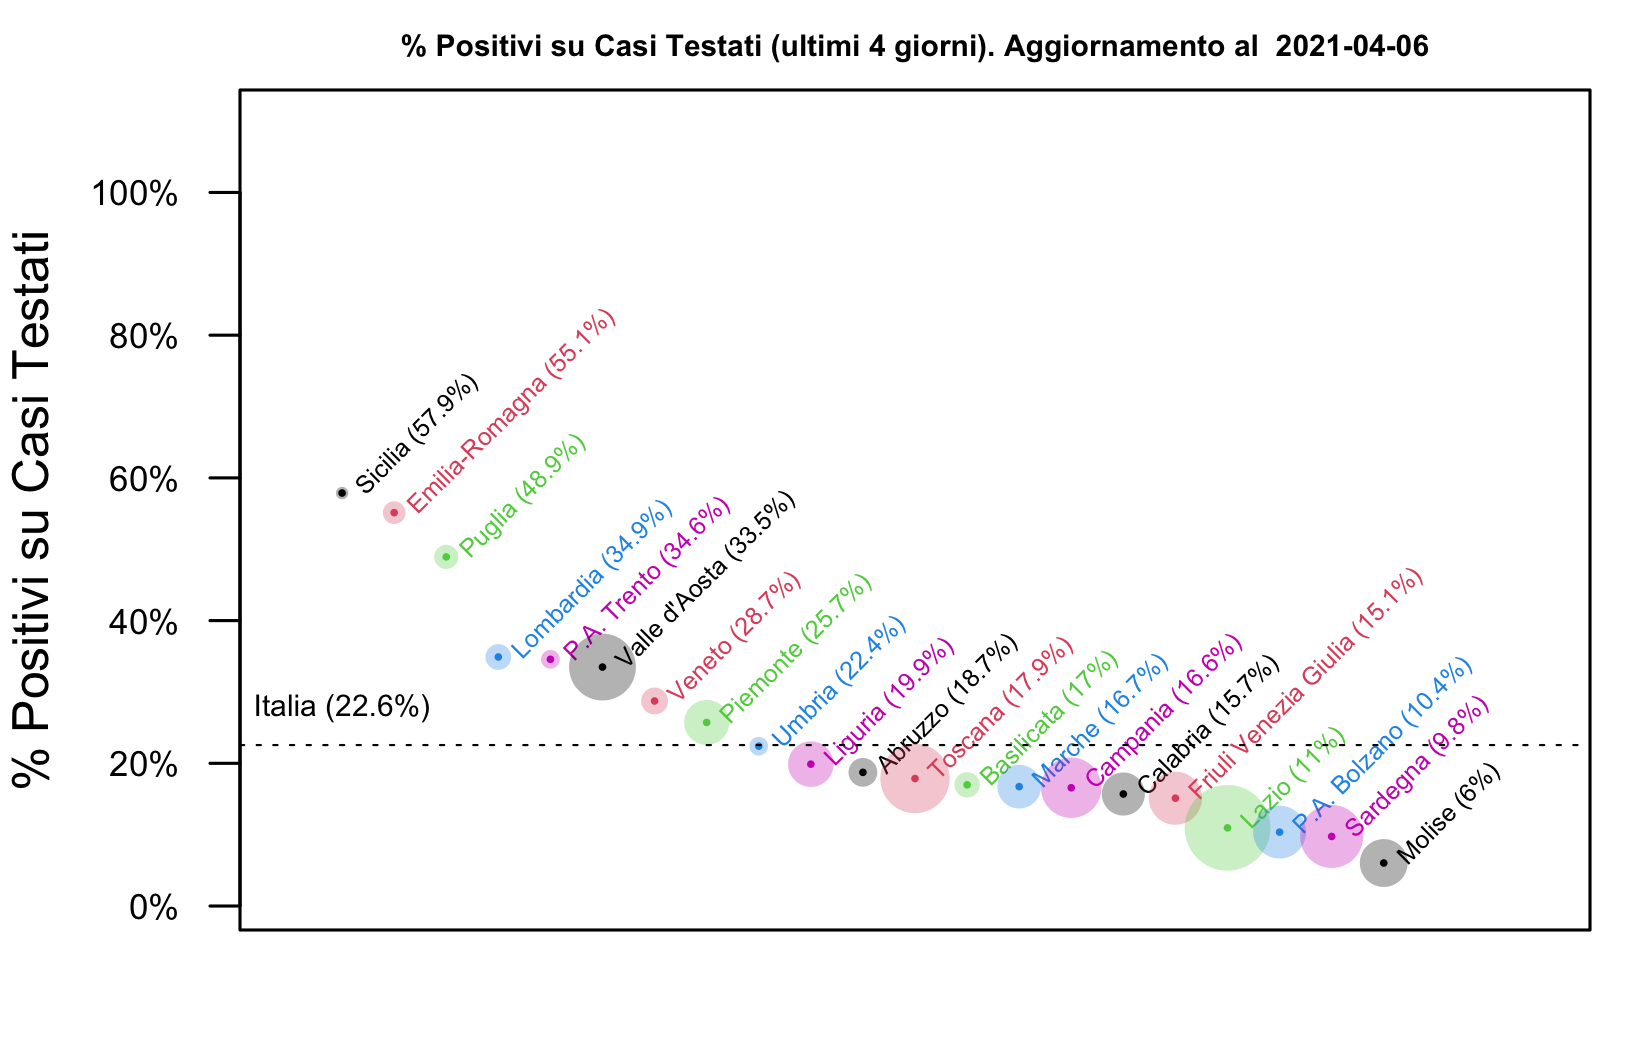 % Positivi su Casi Testati (ultimi 4 giorni). Aggiornamento al  2021-04-06
% Positivi su Casi Testati
100%
80%
60%
40%
20%
0%
Sicilia (57.9%)
Emilia-Romagna (55.1%)
Puglia (48.9%)
Lombardia (34.9%)
P.A. Trento (34.6%)
Valle d'Aosta (33.5%)
Veneto (28.7%)
Piemonte (25.7%)
Umbria (22.4%)
Liguria (19.9%)
Abruzzo (18.7%)
Toscana (17.9%)
Basilicata (17%)
Marche (16.7%)
Campania (16.6%)
Calabria (15.7%)
Friuli Venezia Giulia (15.1%)
Lazio (11%)
P.A. Bolzano (10.4%)
Sardegna (9.8%)
Molise (6%)
Italia (22.6%)